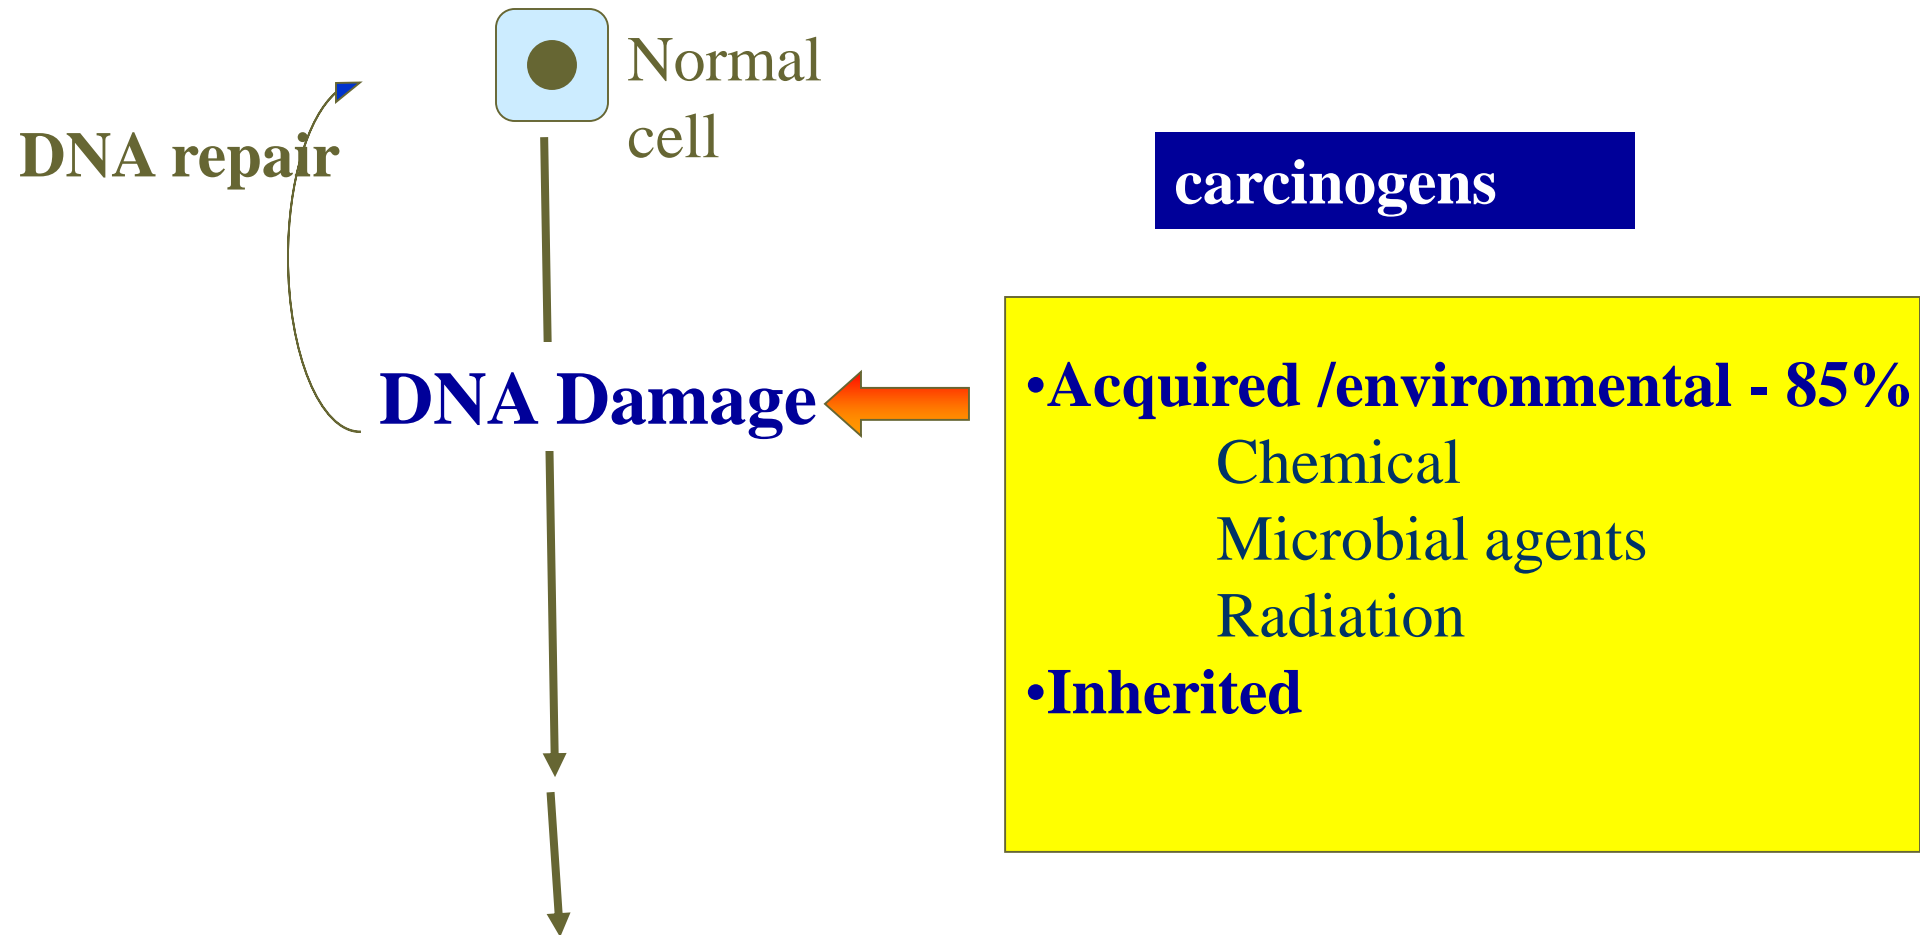 Normal
cell
DNA repair
carcinogens
DNA Damage
•Acquired /environmental - 85%
Chemical
Microbial agents
Radiation
•Inherited